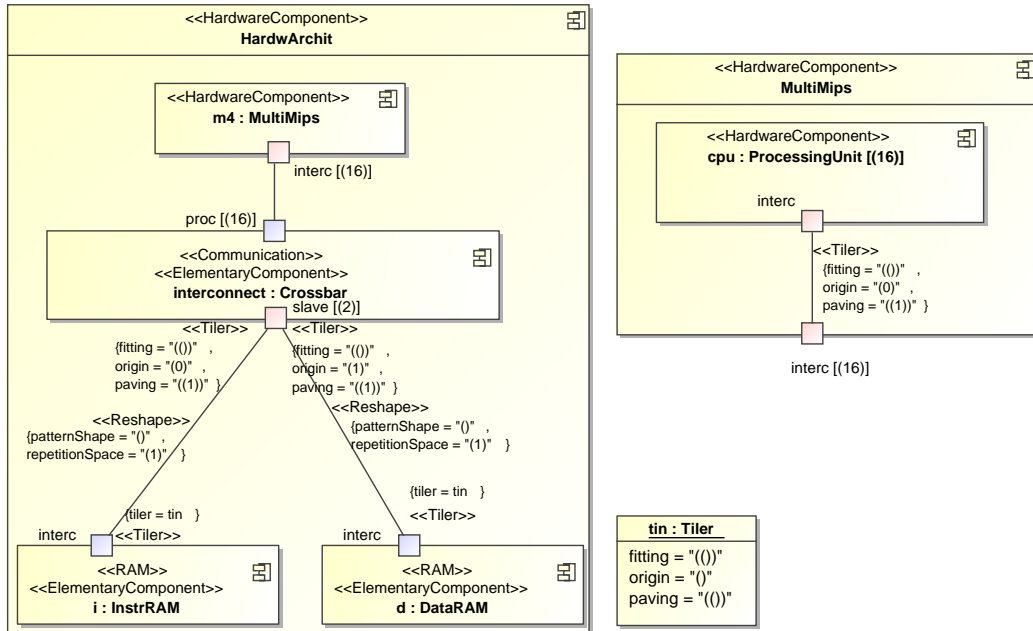 <<HardwareComponent>>
HardwArchit
<<HardwareComponent>>
m4 : MultiMips
interc [(16)]
proc [(16)]
<<Communication>>
<<ElementaryComponent>>
interconnect : Crossbar
slave [(2)]
<<Tiler>>
{fitting = "(())" ,
origin = "(0)" ,
paving = "((1))" }
<<Tiler>>
{fitting = "(())" ,
origin = "(1)" ,
paving = "((1))" }
<<Reshape>>
{patternShape = "()" ,
repetitionSpace = "(1)" }
<<Reshape>>
{patternShape = "()" ,
repetitionSpace = "(1)" }
{tiler = tin }
<<Tiler>>
interc
{tiler = tin }
<<Tiler>>
interc
<<RAM>>
<<ElementaryComponent>>
i : InstrRAM
<<RAM>>
<<ElementaryComponent>>
d : DataRAM
<<HardwareComponent>>
MultiMips
<<HardwareComponent>>
cpu : ProcessingUnit [(16)]
interc
<<Tiler>>
{fitting = "(())" ,
origin = "(0)" ,
paving = "((1))" }
interc [(16)]
tin : Tiler
fitting = "(())"
origin = "()"
paving = "(())"